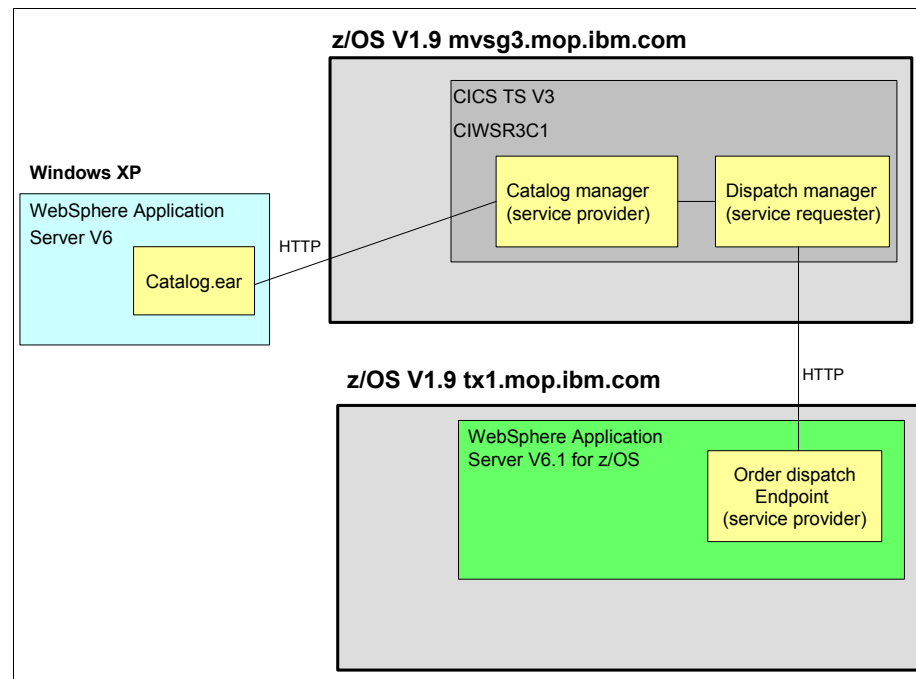 z/OS V1.9 mvsg3.mop.ibm.com
CICS TS V3
CIWSR3C1
Windows XP
WebSphere Application
Server V6
Catalog.ear
HTTP
Catalog manager
(service provider)
Dispatch manager
(service requester)
HTTP
z/OS V1.9 tx1.mop.ibm.com
WebSphere Application
Server V6.1 for z/OS
Order dispatch
Endpoint
(service provider)